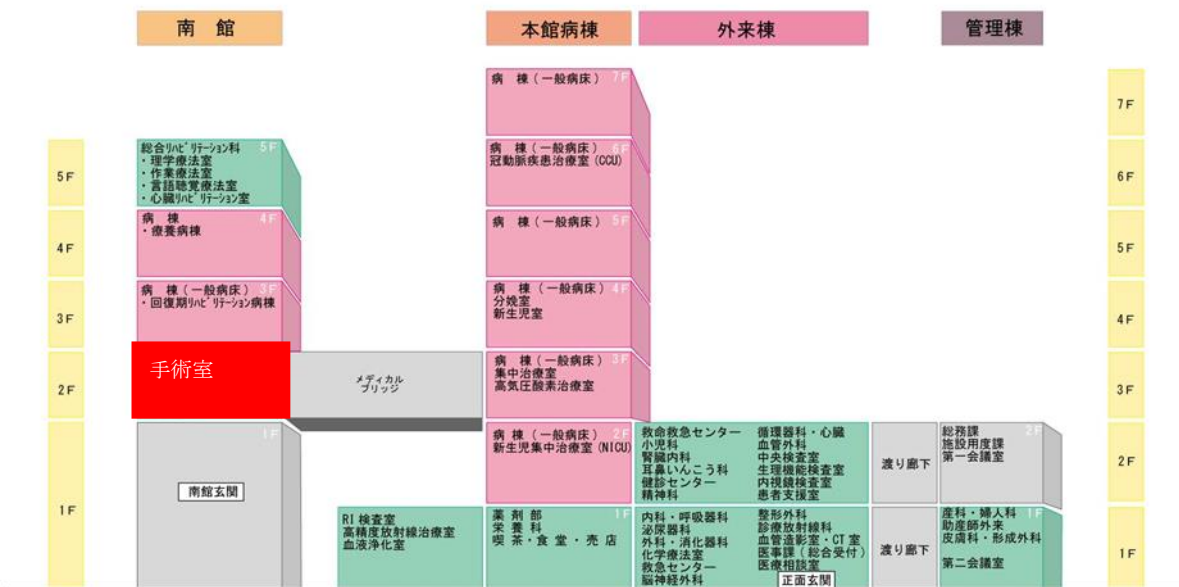 南 館
本館病棟
外来棟
管理棟
7F
6F
5F
4F
3F
2F
1F
5F
4F
3F
2F
1F
総合リハビリテーション科 5F
・理学療法室
・作業療法室
・言語聴覚療法室
・心臓リハビリテーション室
病 棟 4F
・療養病棟
病 棟(一般病床) 3F
・回復期リハビリテーション病棟
手術室
メディカル
ブリッジ
1F
南館玄関
RI 検査室
高精度放射線治療室
血液浄化室
病 棟(一般病床) 7F
病 棟(一般病床) 6F
冠動脈疾患治療室(CCU)
病 棟(一般病床) 5F
病 棟(一般病床) 4F
分娩室
新生児室
病 棟(一般病床) 3F
集中治療室
高気圧酸素治療室
病 棟(一般病床) 2F
新生児集中治療室(NICU)
薬 剤 部 1F
栄 養 科
喫 茶・食 堂・売 店
救命救急センター
小児科
腎臓内科
耳鼻いんこう科
健診センター
精神科
循環器科・心臓
血管外科
中央検査室
生理機能検査室
内視鏡検査室
患者支援室
内科・呼吸器科
泌尿器科
外科・消化器科
化学療法室
救急センター
脳神経外科
整形外科
診療放射線科
血管造影室・CT室
医事課(総合受付)
医療相談室
正面玄関
渡り廊下
渡り廊下
総務課 2F
施設用度課
第一会議室
産科・婦人科 1F
助産師外来
皮膚科・形成外科
第二会議室